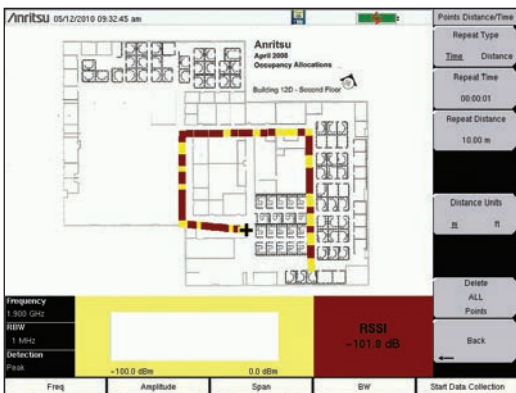 Anritsu 05/12/2010 09:32:45 am
Points Distance/Time
Repeat Type
Time Distance
Repeat Time
00:00:01
Repeat Distance
10.00 m
Distance Units
m ft
Delete
ALL
Points
Back
Anritsu
April 2008
Occupancy Allocations
Building 12D - Second Floor
Frequency
1.900 GHz
RBW
1 MHz
Detection
Peak
-100.0 dBm 0.0 dBm
RSSI
-101.8 dB
Freq Amplitude Span BW Start Data Collection